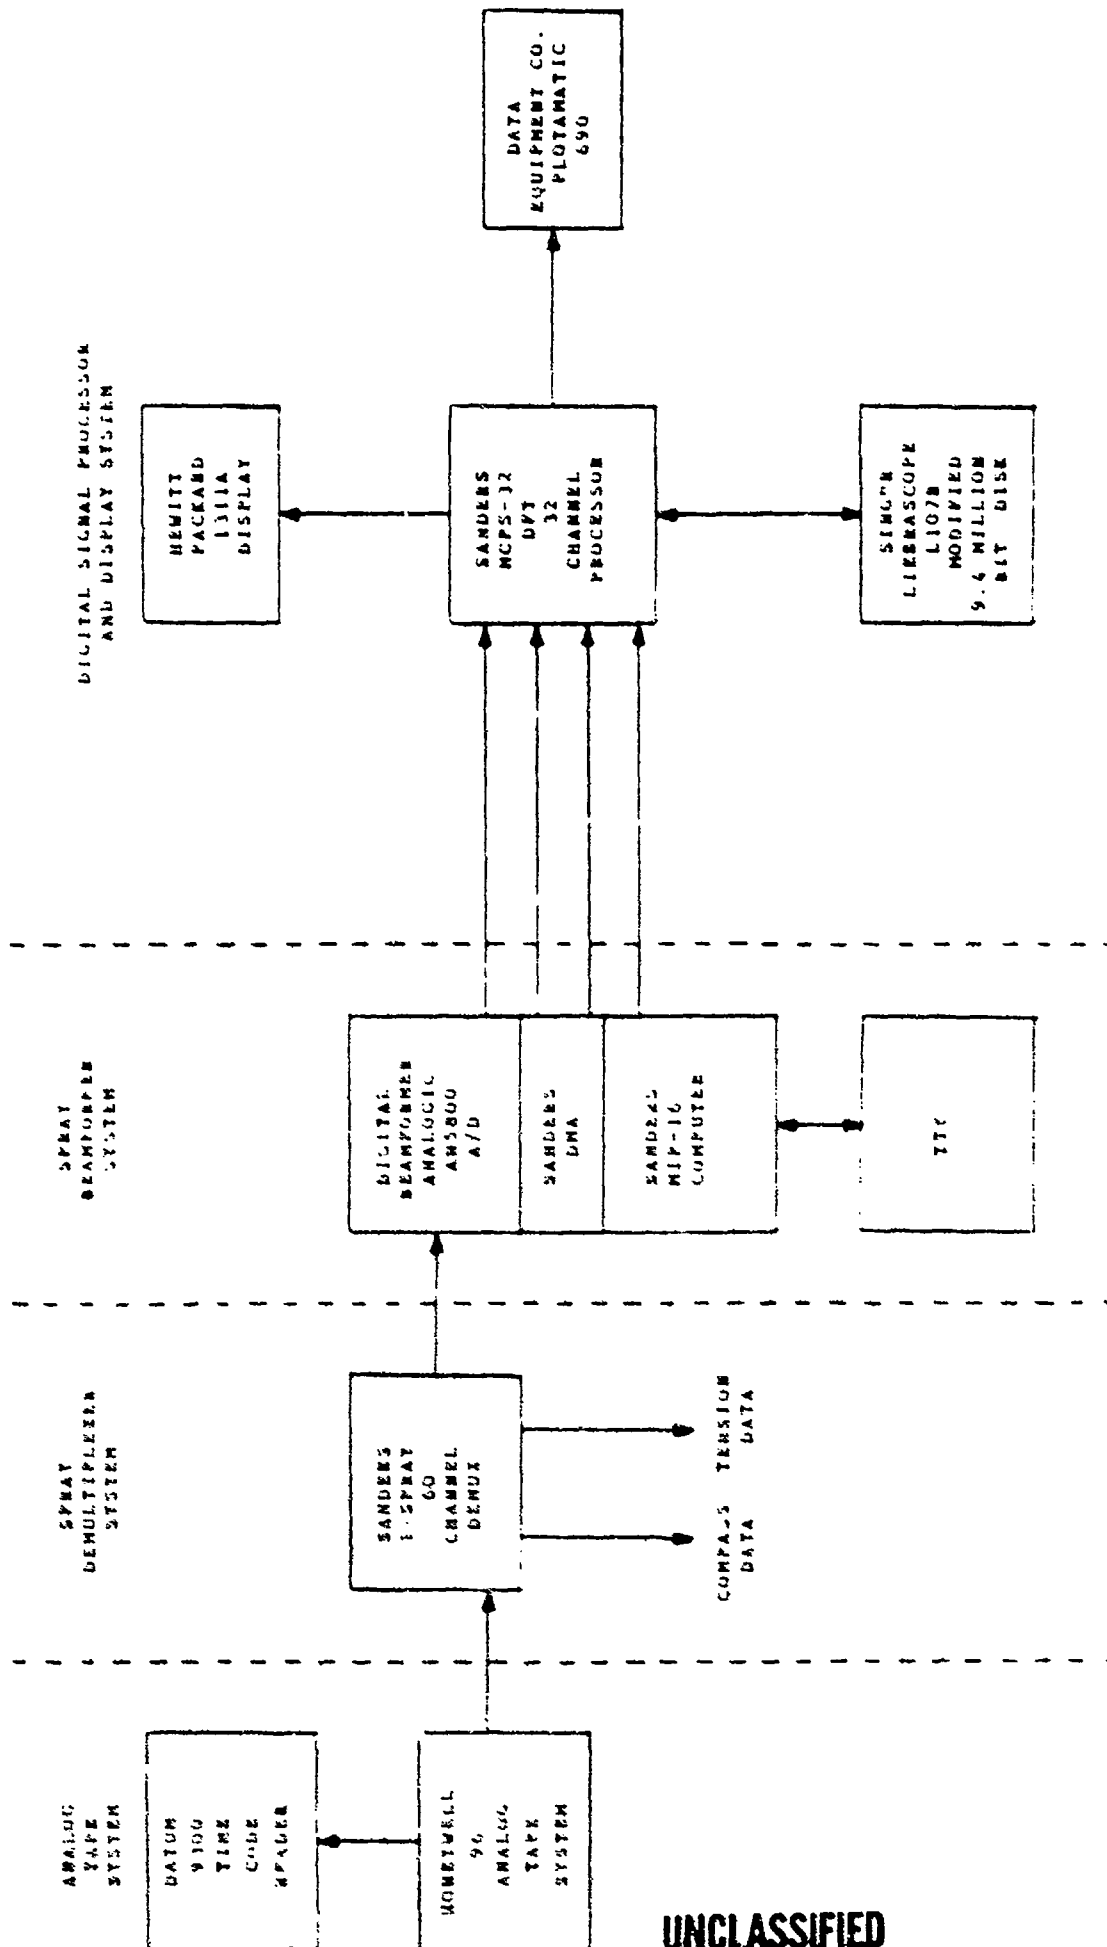 ANALOG
TAPE
SYSTEM
DATUM
9300
TIME
CODE
READER
HONEYWELL
96
ANALOG
TAPE
SYSTEM
SPRAY
DEMULTIPLEXER
SYSTEM
SANDERS
SPRAY
60
CHANNEL
DEMUX
COMPASS
DATA
TENSION
DATA
SPRAY
BEAMFORMER
SYSTEM
DIGITAL
BEAMFORMER
ANALOGIC
AN5800
A/D
SANDERS
DMA
SANDERS
MIP-16
COMPUTER
TTY
DIGITAL SIGNAL PROCESSOR
AND DISPLAY SYSTEM
HEWITT
PACKARD
1311A
DISPLAY
SANDERS
MCPS-32
DFT
32
CHANNEL
PROCESSOR
SINGER
LIBRASCOPE
L107B
MODIFIED
9.4 MILLION
BIT DISK
DATA
EQUIPMENT CO.
PLOTAMATIC
690
UNCLASSIFIED